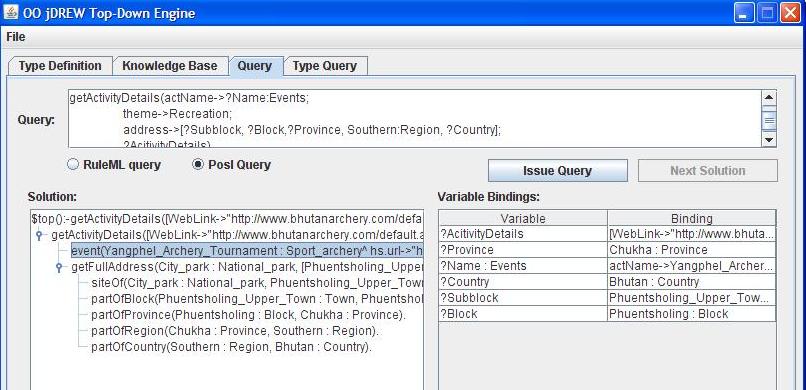 OO jDREW Top-Down Engine
File
Type Definition Knowledge Base Query Type Query
Query:
getActivityDetails(actName->?Name:Events;
theme->Recreation;
address->[?Subblock, ?Block,?Province, Southern:Region, ?Country];
?AcitivityDetails)
RuleML query Posl Query Issue Query Next Solution
Solution:
$top():-getActivityDetails([WebLink->"http://www.bhutanarchery.com/defau
getActivityDetails([WebLink->"http://www.bhutanarchery.com/default.a
event(Yangphel_Archery_Tournament : Sport_archery^ hs.url->"h
getFullAddress(City_park : National_park, [Phuentsholing_Upper
siteOf(City_park : National_park, Phuentsholing_Upper_Tow
partOfBlock(Phuentsholing_Upper_Town : Town, Phuentsho
partOfProvince(Phuentsholing : Block, Chukha : Province).
partOfRegion(Chukha : Province, Southern : Region).
partOfCountry(Southern : Region, Bhutan : Country).
Variable Bindings:
Variable Binding
?AcitivityDetails [WebLink->"http://www.bhuta...
?Province Chukha : Province
?Name : Events actName->Yangphel_Archer...
?Country Bhutan : Country
?Subblock Phuentsholing_Upper_Tow...
?Block Phuentsholing : Block